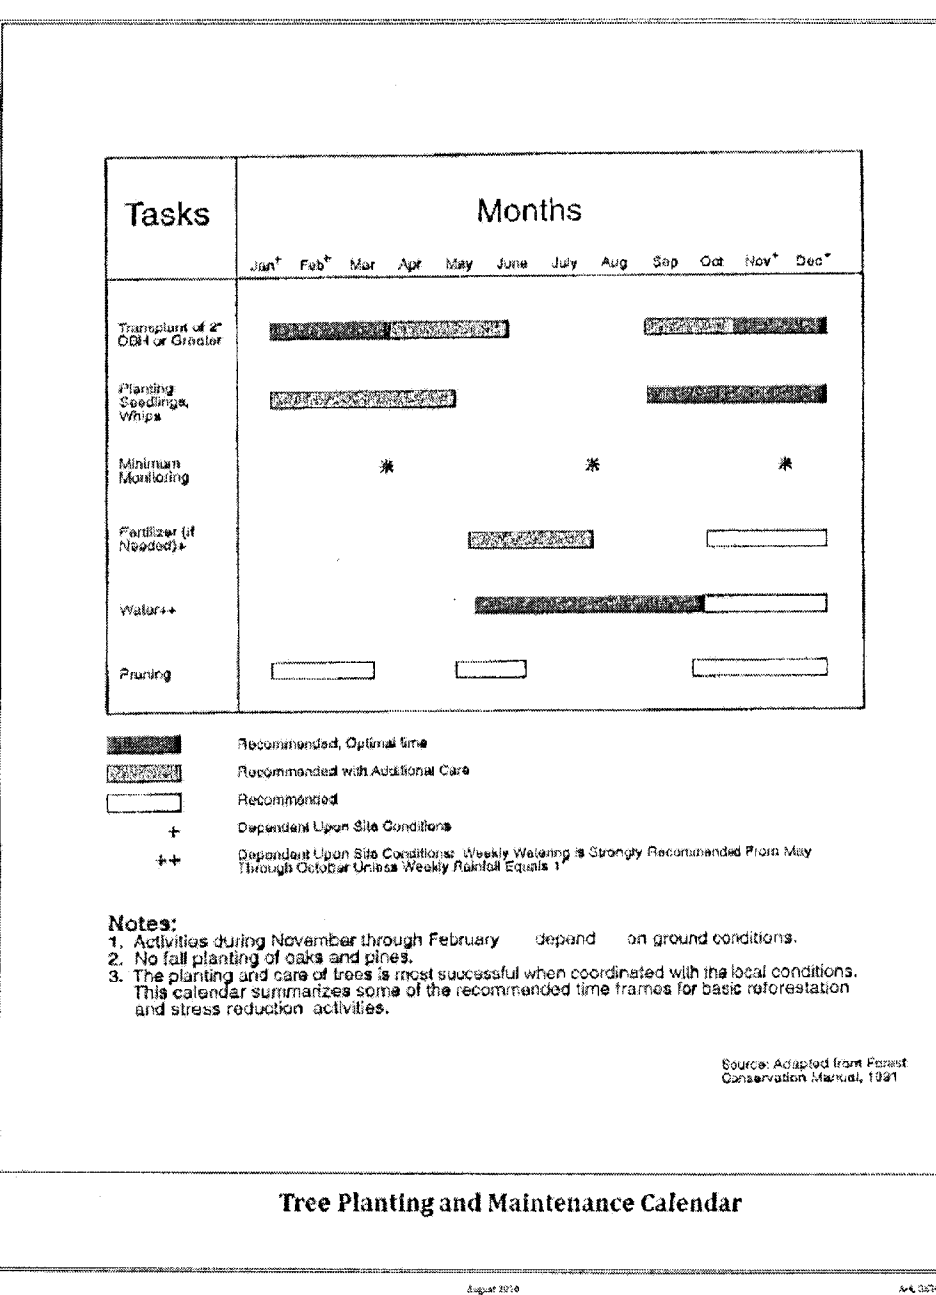 Tasks
Months
Jan+ Feb+ Mar Apr May June July Aug Sep Oct Nov+ Dec+
Transplant of 2"
DBH or Greater
Planting
Seedlings,
Whips
Minimum
Monitoring
Fertilizer (if
Needed)+
Water++
Pruning
Recommended, Optimal time
Recommended with Additional Care
Recommended
+ Dependent Upon Site Conditions
++ Dependent Upon Site Conditions: Weekly Watering is Strongly Recommended From May
Through October Unless Weekly Rainfall Equals 1"
Notes:
1. Activities during November through February depend on ground conditions.
2. No fall planting of oaks and pines.
3. The planting and care of trees is most successful when coordinated with the local conditions.
This calendar summarizes some of the recommended time frames for basic reforestation
and stress reduction activities.
Source: Adapted from Forest
Conservation Manual, 1991
Tree Planting and Maintenance Calendar
August 2010